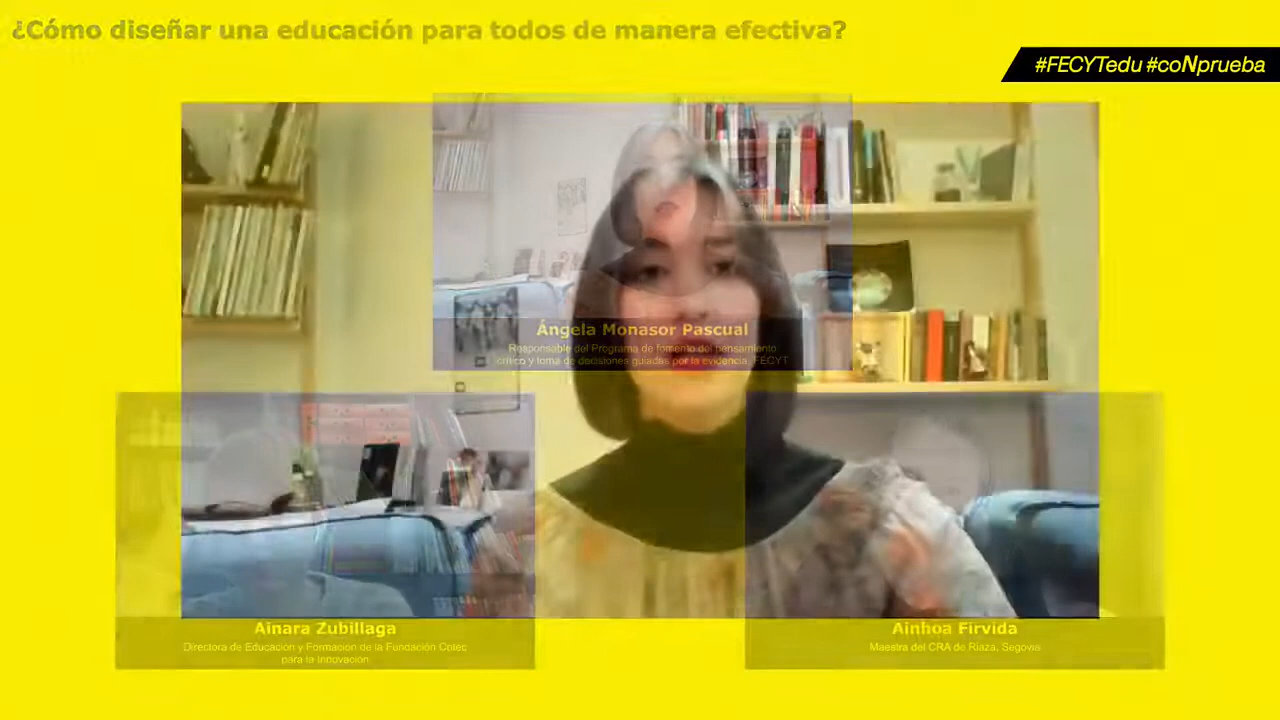 ¿Cómo diseñar una educación para todos de manera efectiva?
#FECYTedu #coNprueba
Ángela Monasor Pascual
Responsable del Programa de fomento del pensamiento
crítico y toma de decisiones guiadas por la evidencia, FECYT
Ainara Zubillaga
Directora de Educación y Formación de la Fundación Cotec
para la Innovación
Ainhoa Firvida
Maestra del CRA de Riaza, Segovia